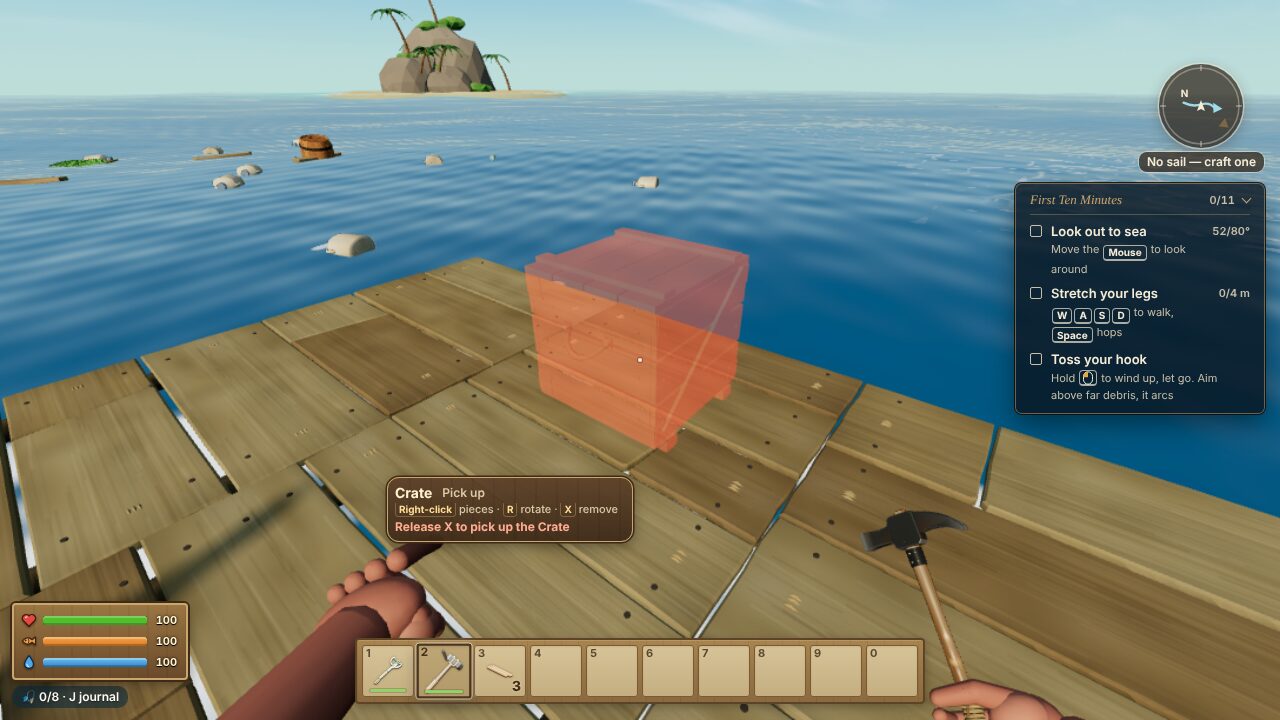 N
No sail — craft one
First Ten Minutes 0/11
Look out to sea 52/80°
Move the Mouse to look
around
Stretch your legs 0/4 m
W A S D to walk,
Space hops
Toss your hook
Hold to wind up, let go. Aim
above far debris, it arcs
Crate Pick up
Right-click pieces · R rotate · X remove
Release X to pick up the Crate
100
100
100
0/8 · J journal
1 2 3 4 5 6 7 8 9 0
3